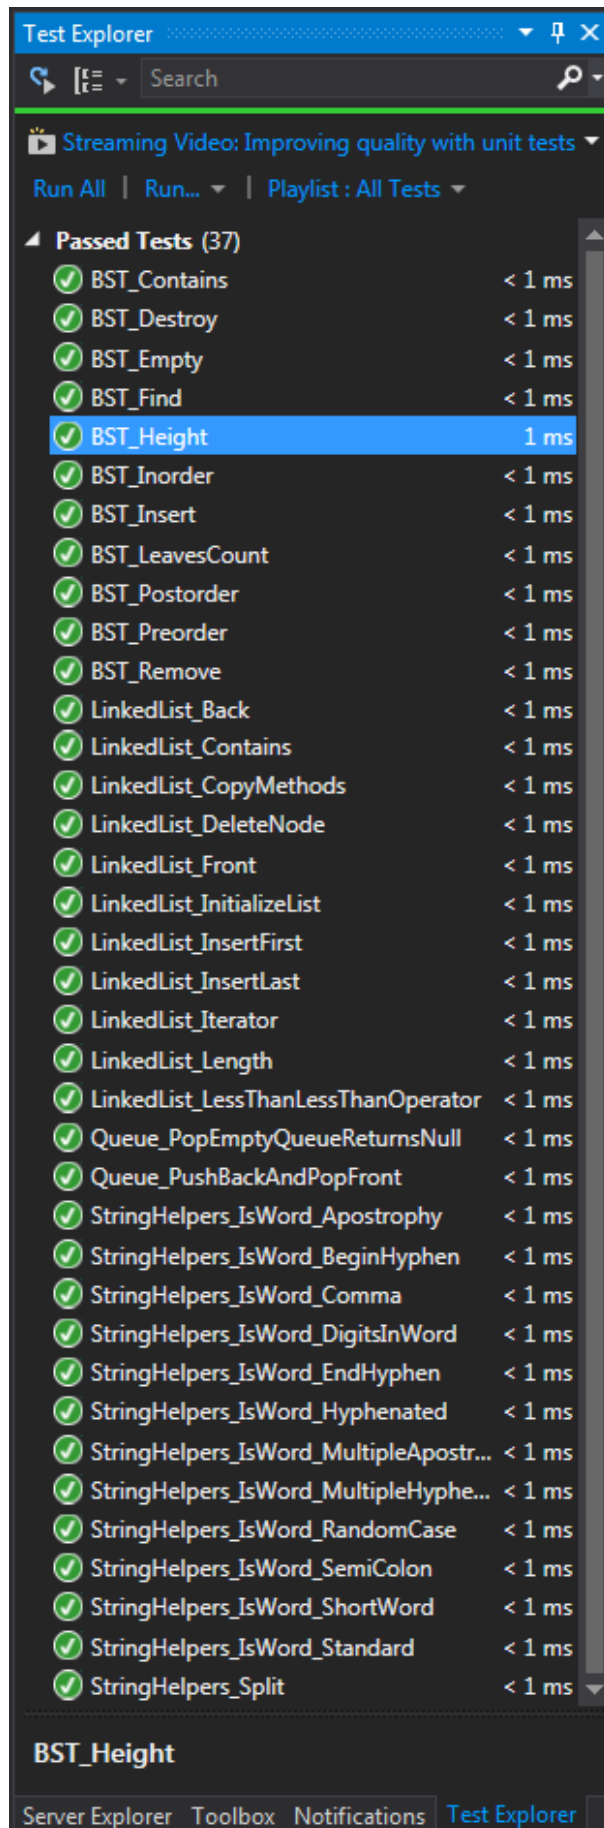 Test Explorer
Search
Streaming Video: Improving quality with unit tests
Run All | Run... | Playlist : All Tests
Passed Tests (37)
BST_Contains < 1 ms
BST_Destroy < 1 ms
BST_Empty < 1 ms
BST_Find < 1 ms
BST_Height 1 ms
BST_Inorder < 1 ms
BST_Insert < 1 ms
BST_LeavesCount < 1 ms
BST_Postorder < 1 ms
BST_Preorder < 1 ms
BST_Remove < 1 ms
LinkedList_Back < 1 ms
LinkedList_Contains < 1 ms
LinkedList_CopyMethods < 1 ms
LinkedList_DeleteNode < 1 ms
LinkedList_Front < 1 ms
LinkedList_InitializeList < 1 ms
LinkedList_InsertFirst < 1 ms
LinkedList_InsertLast < 1 ms
LinkedList_Iterator < 1 ms
LinkedList_Length < 1 ms
LinkedList_LessThanLessThanOperator < 1 ms
Queue_PopEmptyQueueReturnsNull < 1 ms
Queue_PushBackAndPopFront < 1 ms
StringHelpers_IsWord_Apostrophy < 1 ms
StringHelpers_IsWord_BeginHyphen < 1 ms
StringHelpers_IsWord_Comma < 1 ms
StringHelpers_IsWord_DigitsInWord < 1 ms
StringHelpers_IsWord_EndHyphen < 1 ms
StringHelpers_IsWord_Hyphenated < 1 ms
StringHelpers_IsWord_MultipleApostr... < 1 ms
StringHelpers_IsWord_MultipleHyphe... < 1 ms
StringHelpers_IsWord_RandomCase < 1 ms
StringHelpers_IsWord_SemiColon < 1 ms
StringHelpers_IsWord_ShortWord < 1 ms
StringHelpers_IsWord_Standard < 1 ms
StringHelpers_Split < 1 ms
BST_Height
Server Explorer Toolbox Notifications Test Explorer